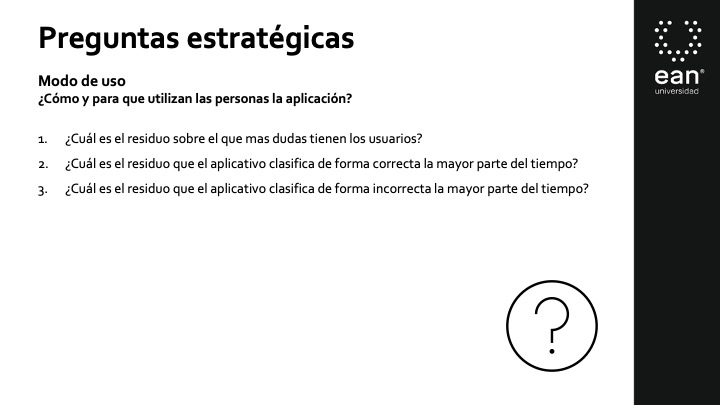 Preguntas estratégicas
Modo de uso
¿Cómo y para que utilizan las personas la aplicación?
1. ¿Cuál es el residuo sobre el que mas dudas tienen los usuarios?
2. ¿Cuál es el residuo que el aplicativo clasifica de forma correcta la mayor parte del tiempo?
3. ¿Cuál es el residuo que el aplicativo clasifica de forma incorrecta la mayor parte del tiempo?
?
ean®
universidad